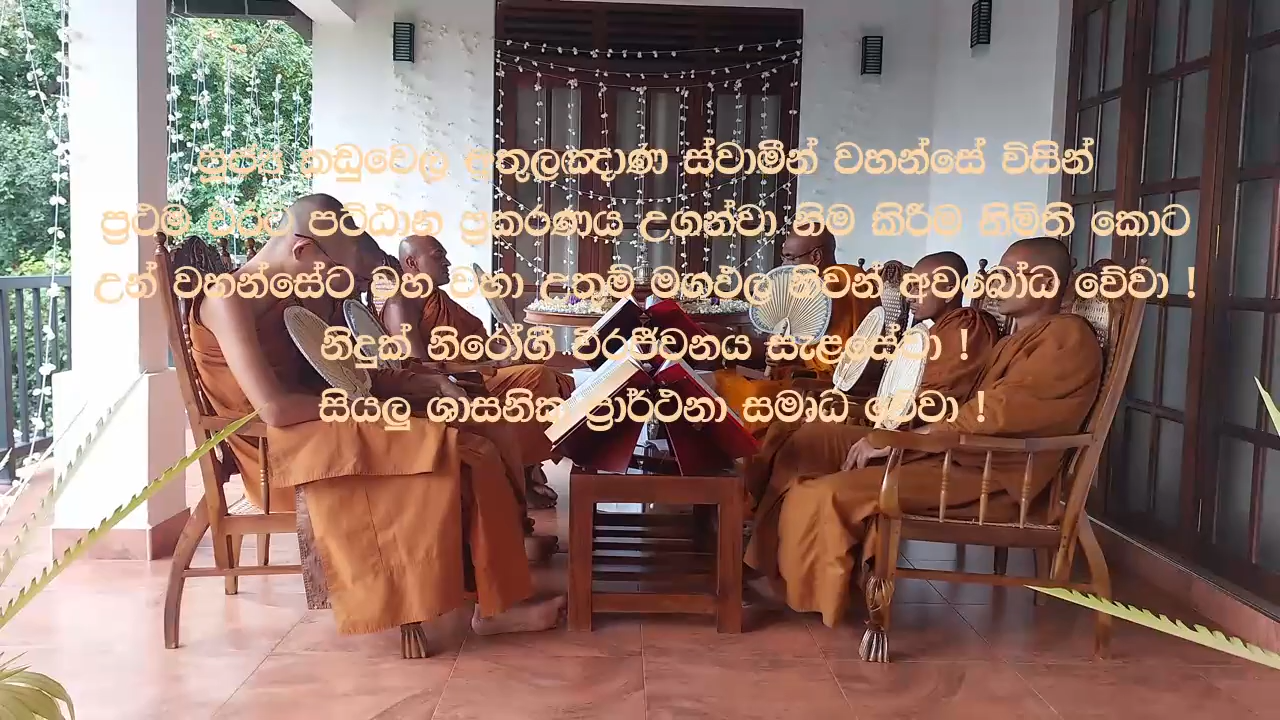 පූජ්‍ය කඩුවෙල අතුලඤාණ ස්වාමීන් වහන්සේ විසින්
ප්‍රථම වරට පට්ඨාන ප්‍රකරණය උගන්වා නිම කිරීම නිමිති කොට
උන් වහන්සේට වහ වහා උතුම් මගඵල නිවන් අවබෝධ වේවා !
නිදුක් නිරෝගී චිරජීවනය සැළසේවා !
සියලු ශාසනික ප්‍රාර්ථනා සමෘධ වේවා !